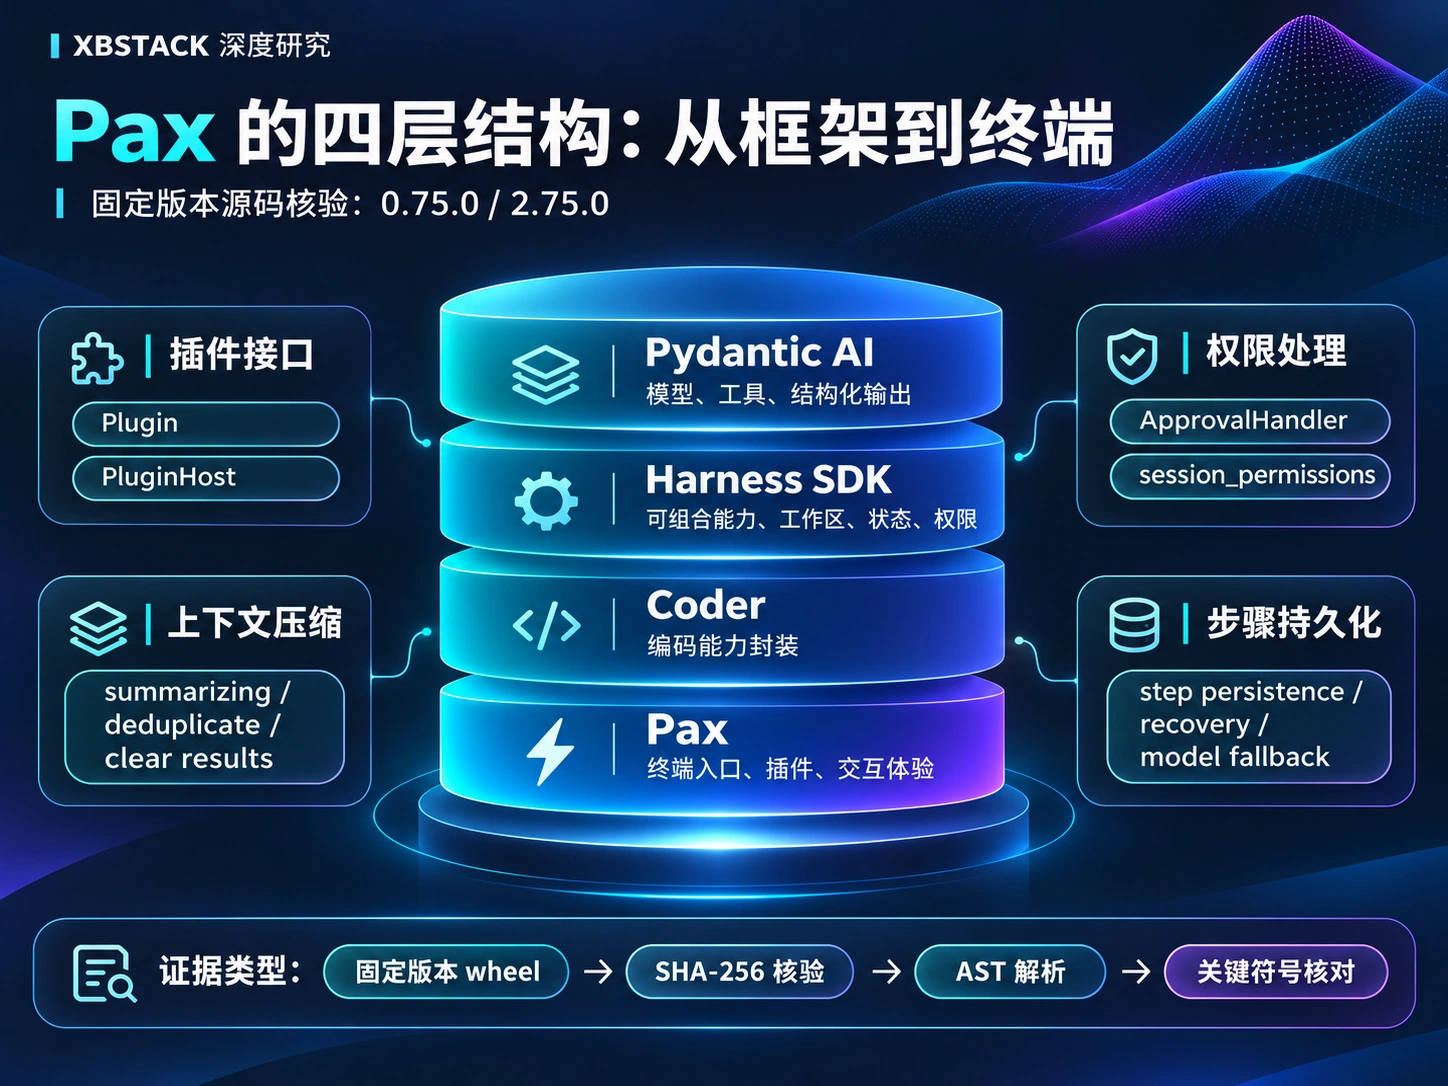 XBSTACK 深度研究
Pax 的四层结构：从框架到终端
固定版本源码核验：0.75.0 / 2.75.0
插件接口
Plugin
PluginHost
上下文压缩
summarizing /
deduplicate /
clear results
Pydantic AI
模型、工具、结构化输出
Harness SDK
可组合能力、工作区、状态、权限
Coder
编码能力封装
Pax
终端入口、插件、交互体验
权限处理
ApprovalHandler
session_permissions
步骤持久化
step persistence /
recovery /
model fallback
证据类型：
固定版本 wheel → SHA-256 核验 → AST 解析 → 关键符号核对